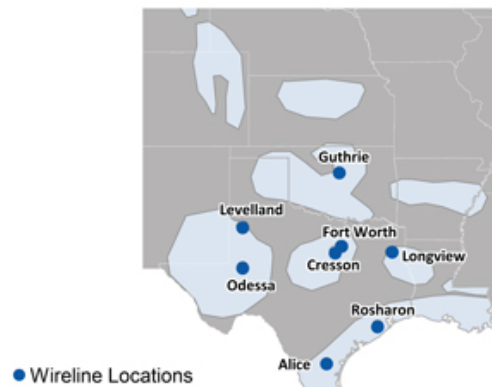 Guthrie
Levelland
Fort Worth
Cresson
Longview
Odessa
Rosharon
Alice
Wireline Locations